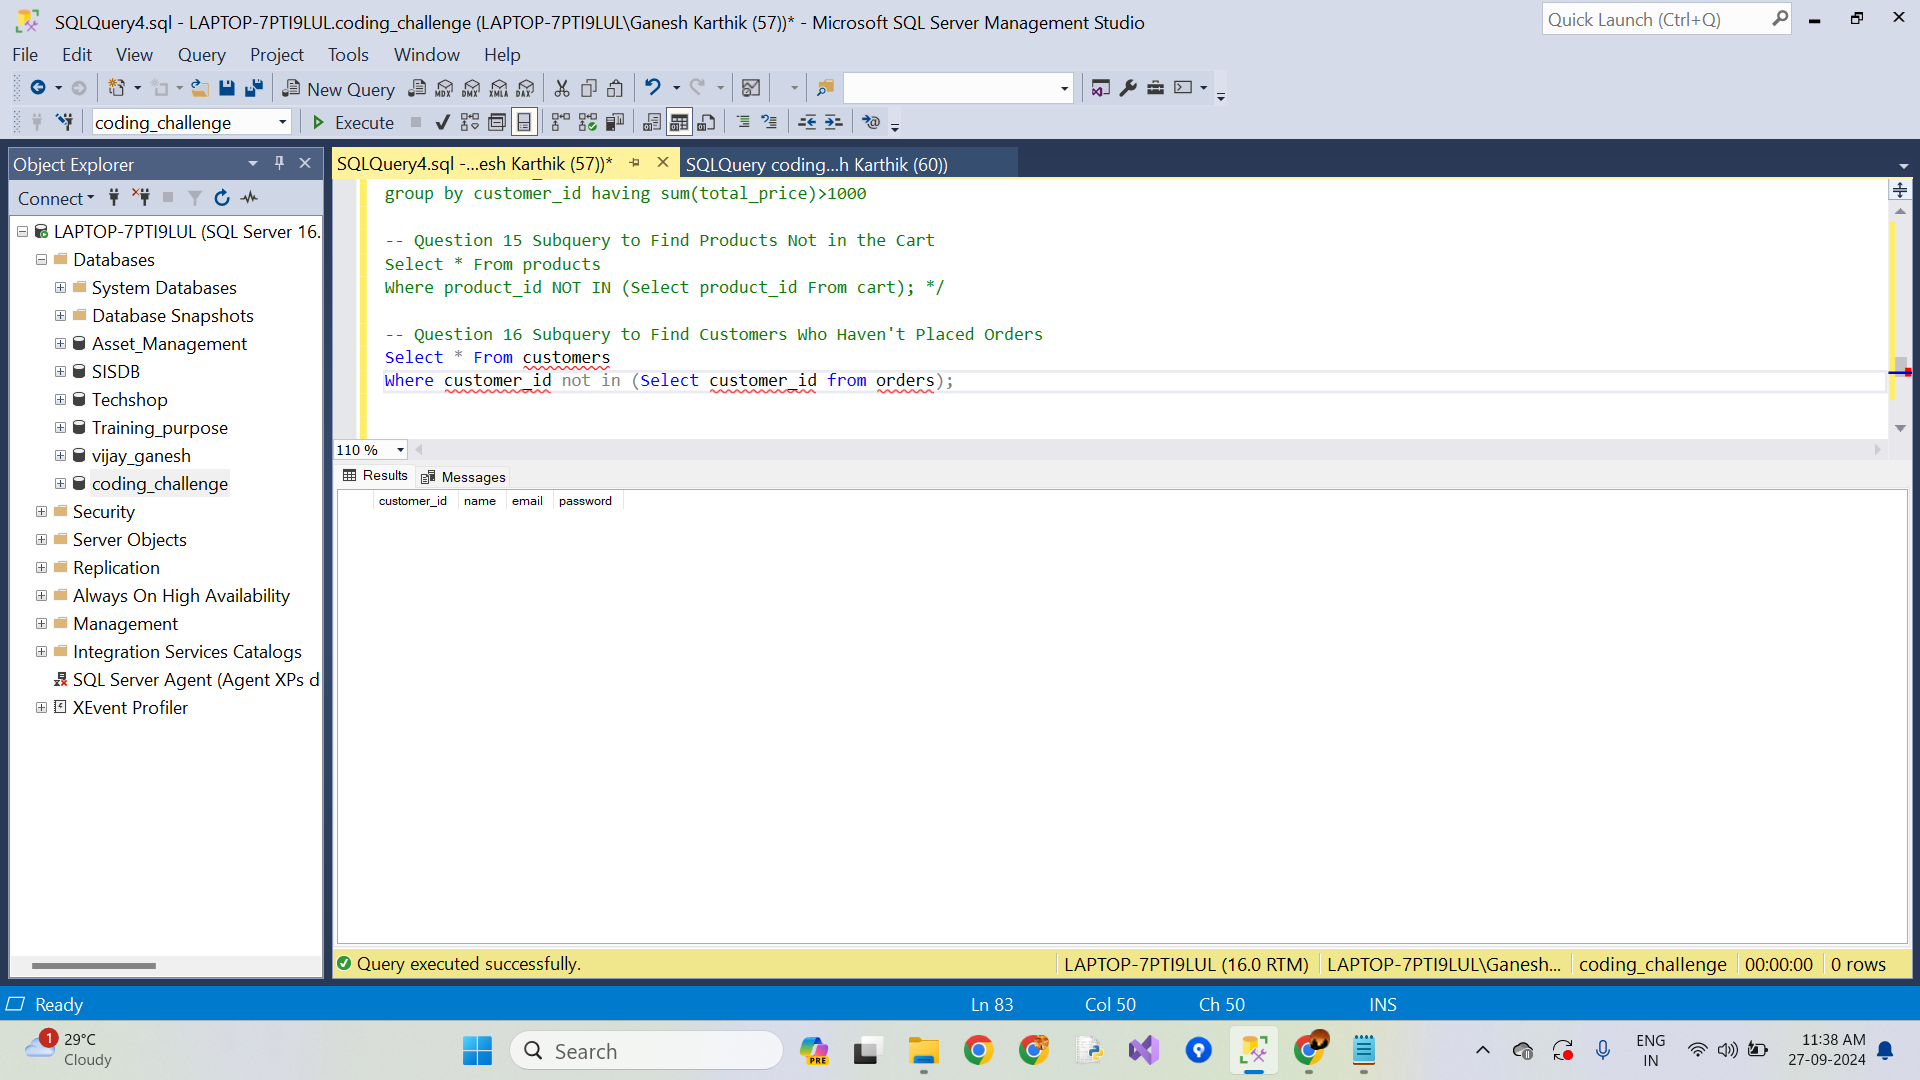 SQLQuery4.sql - LAPTOP-7PTI9LUL.coding_challenge (LAPTOP-7PTI9LUL\Ganesh Karthik (57))* - Microsoft SQL Server Management Studio
Quick Launch (Ctrl+Q)
File Edit View Query Project Tools Window Help
New Query MDX DMX XMLA DAX
coding_challenge Execute
Object Explorer
SQLQuery4.sql -...esh Karthik (57))*
SQLQuery coding...h Karthik (60))
Connect
LAPTOP-7PTI9LUL (SQL Server 16.
Databases
System Databases
Database Snapshots
Asset_Management
SISDB
Techshop
Training_purpose
vijay_ganesh
coding_challenge
Security
Server Objects
Replication
Always On High Availability
Management
Integration Services Catalogs
SQL Server Agent (Agent XPs d
XEvent Profiler
group by customer_id having sum(total_price)>1000
-- Question 15 Subquery to Find Products Not in the Cart
Select * From products
Where product_id NOT IN (Select product_id From cart); */
-- Question 16 Subquery to Find Customers Who Haven't Placed Orders
Select * From customers
Where customer_id not in (Select customer_id from orders);
110 %
Results Messages
customer_id name email password
Query executed successfully.
LAPTOP-7PTI9LUL (16.0 RTM) LAPTOP-7PTI9LUL\Ganesh... coding_challenge 00:00:00 0 rows
Ready Ln 83 Col 50 Ch 50 INS
1
29°C
Cloudy
Search
PRE
ENG
IN
11:38 AM
27-09-2024